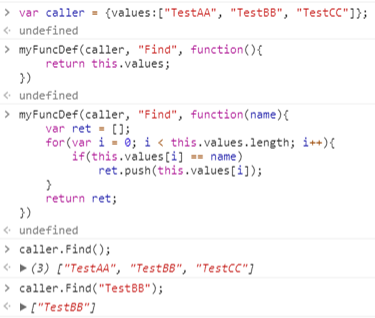 > var caller = {values:["TestAA", "TestBB", "TestCC"]};
< undefined
> myFuncDef(caller, "Find", function(){
return this.values;
})
< undefined
> myFuncDef(caller, "Find", function(name){
var ret = [];
for(var i = 0; i < this.values.length; i++){
if(this.values[i] == name)
ret.push(this.values[i]);
}
return ret;
})
< undefined
> caller.Find();
< ▶ (3) ["TestAA", "TestBB", "TestCC"]
> caller.Find("TestBB");
< ▶ ["TestBB"]